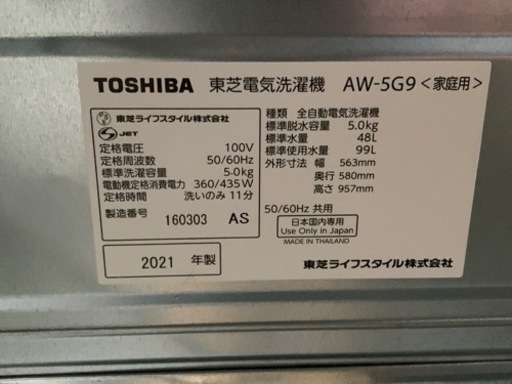 TOSHIBA 東芝電気洗濯機 AW-5G9 <家庭用>
東芝ライフスタイル株式会社
JET
定格電圧 100V
定格周波数 50/60Hz
標準洗濯容量 5.0kg
電動機定格消費電力 360/435W
定格時間 洗いのみ 11分
製造番号 160303 AS
2021 年製
種類 全自動電気洗濯機
標準脱水容量 5.0kg
標準水量 48L
標準使用水量 99L
外形寸法 幅 563mm
奥行 580mm
高さ 957mm
50/60Hz 共用
日本国内専用
Use Only in Japan
MADE IN THAILAND
東芝ライフスタイル株式会社